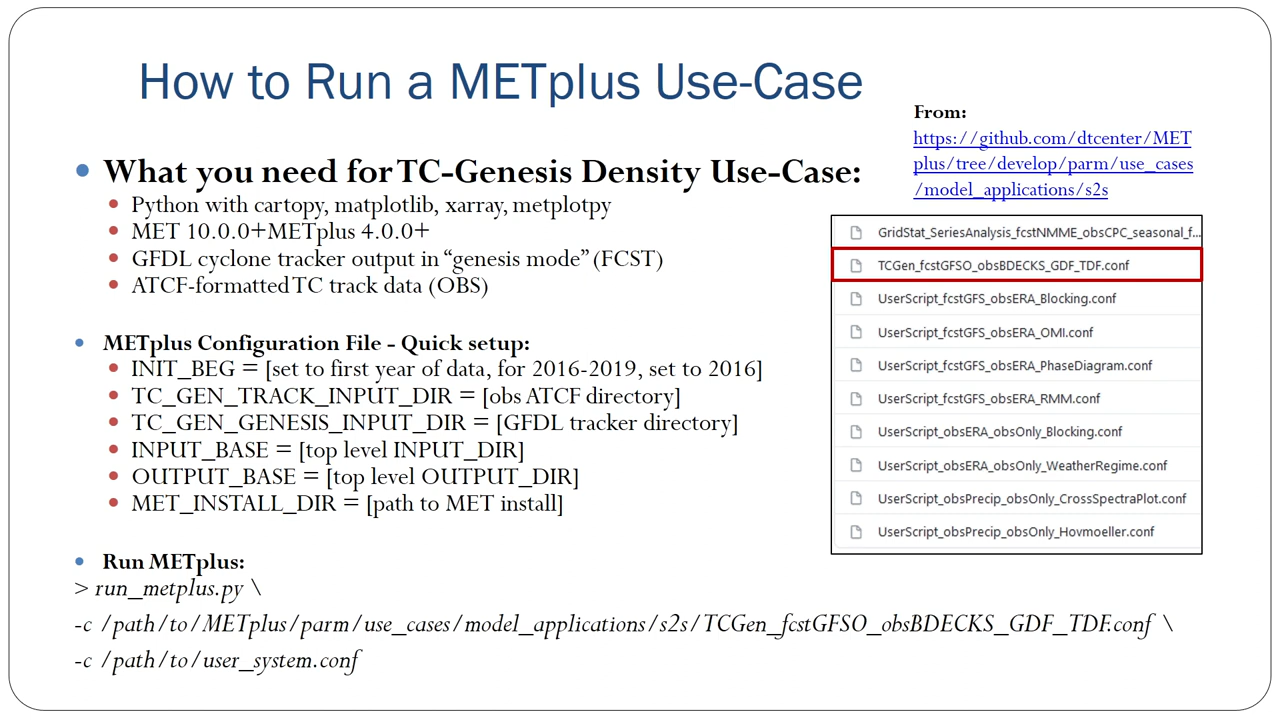 How to Run a METplus Use-Case
From:
https://github.com/dtcenter/MET
plus/tree/develop/parm/use_cases
/model_applications/s2s
• What you need for TC-Genesis Density Use-Case:
• Python with cartopy, matplotlib, xarray, metplotpy
• MET 10.0.0+METplus 4.0.0+
• GFDL cyclone tracker output in “genesis mode” (FCST)
• ATCF-formatted TC track data (OBS)
• METplus Configuration File - Quick setup:
• INIT_BEG = [set to first year of data, for 2016-2019, set to 2016]
• TC_GEN_TRACK_INPUT_DIR = [obs ATCF directory]
• TC_GEN_GENESIS_INPUT_DIR = [GFDL tracker directory]
• INPUT_BASE = [top level INPUT_DIR]
• OUTPUT_BASE = [top level OUTPUT_DIR]
• MET_INSTALL_DIR = [path to MET install]
GridStat_SeriesAnalysis_fcstNMME_obsCPC_seasonal_f...
TCGen_fcstGFSO_obsBDECKS_GDF_TDF.conf
UserScript_fcstGFS_obsERA_Blocking.conf
UserScript_fcstGFS_obsERA_OMI.conf
UserScript_fcstGFS_obsERA_PhaseDiagram.conf
UserScript_fcstGFS_obsERA_RMM.conf
UserScript_obsERA_obsOnly_Blocking.conf
UserScript_obsERA_obsOnly_WeatherRegime.conf
UserScript_obsPrecip_obsOnly_CrossSpectraPlot.conf
UserScript_obsPrecip_obsOnly_Hovmoeller.conf
• Run METplus:
> run_metplus.py \
-c /path/to/METplus/parm/use_cases/model_applications/s2s/TCGen_fcstGFSO_obsBDECKS_GDF_TDF.conf \
-c /path/to/user_system.conf